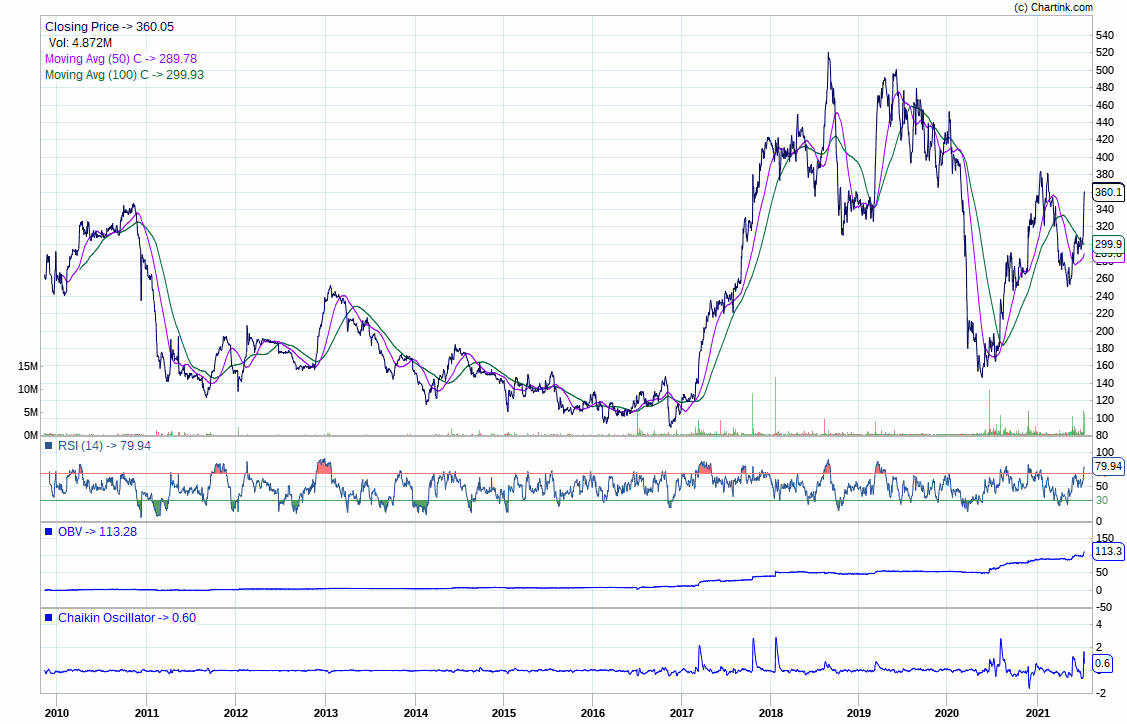 (c) Chartink.com
Closing Price -> 360.05
Vol: 4.872M
Moving Avg (50) C -> 289.78
Moving Avg (100) C -> 299.93
540
520
500
480
460
440
420
400
380
360.1
340
320
299.9
280
260
240
220
200
180
15M 160
10M 140
120
5M 100
0M 80
RSI (14) -> 79.94
100
79.94
50
30
0
OBV -> 113.28
150
113.3
50
0
-50
Chaikin Oscillator -> 0.60
4
2
0.6
-2
2010 2011 2012 2013 2014 2015 2016 2017 2018 2019 2020 2021